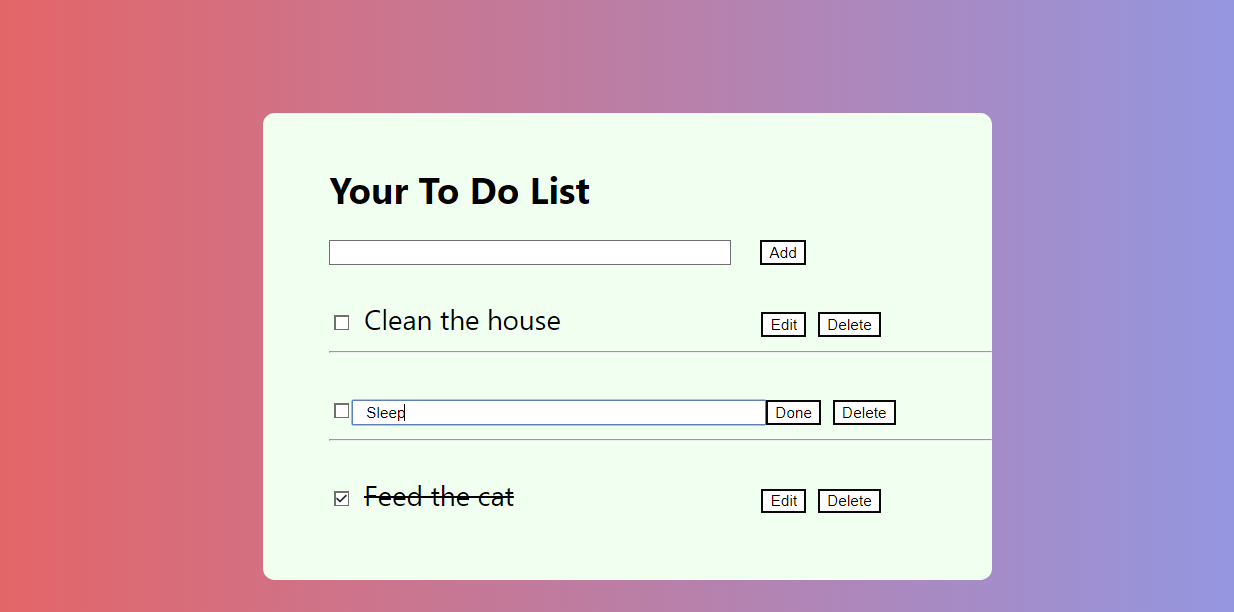 Your To Do List
Add
Clean the house Edit Delete
Sleep Done Delete
Feed the cat Edit Delete